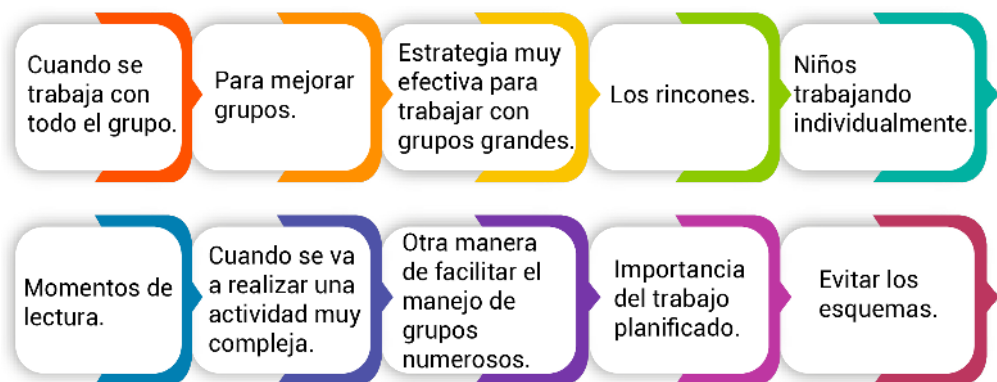 Cuando se
trabaja con
todo el grupo.
Para mejorar
grupos.
Estrategia muy
efectiva para
trabajar con
grupos grandes.
Los rincones.
Niños
trabajando
individualmente.
Momentos de
lectura.
Cuando se va
a realizar una
actividad muy
compleja.
Otra manera
de facilitar el
manejo de
grupos
numerosos.
Importancia
del trabajo
planificado.
Evitar los
esquemas.